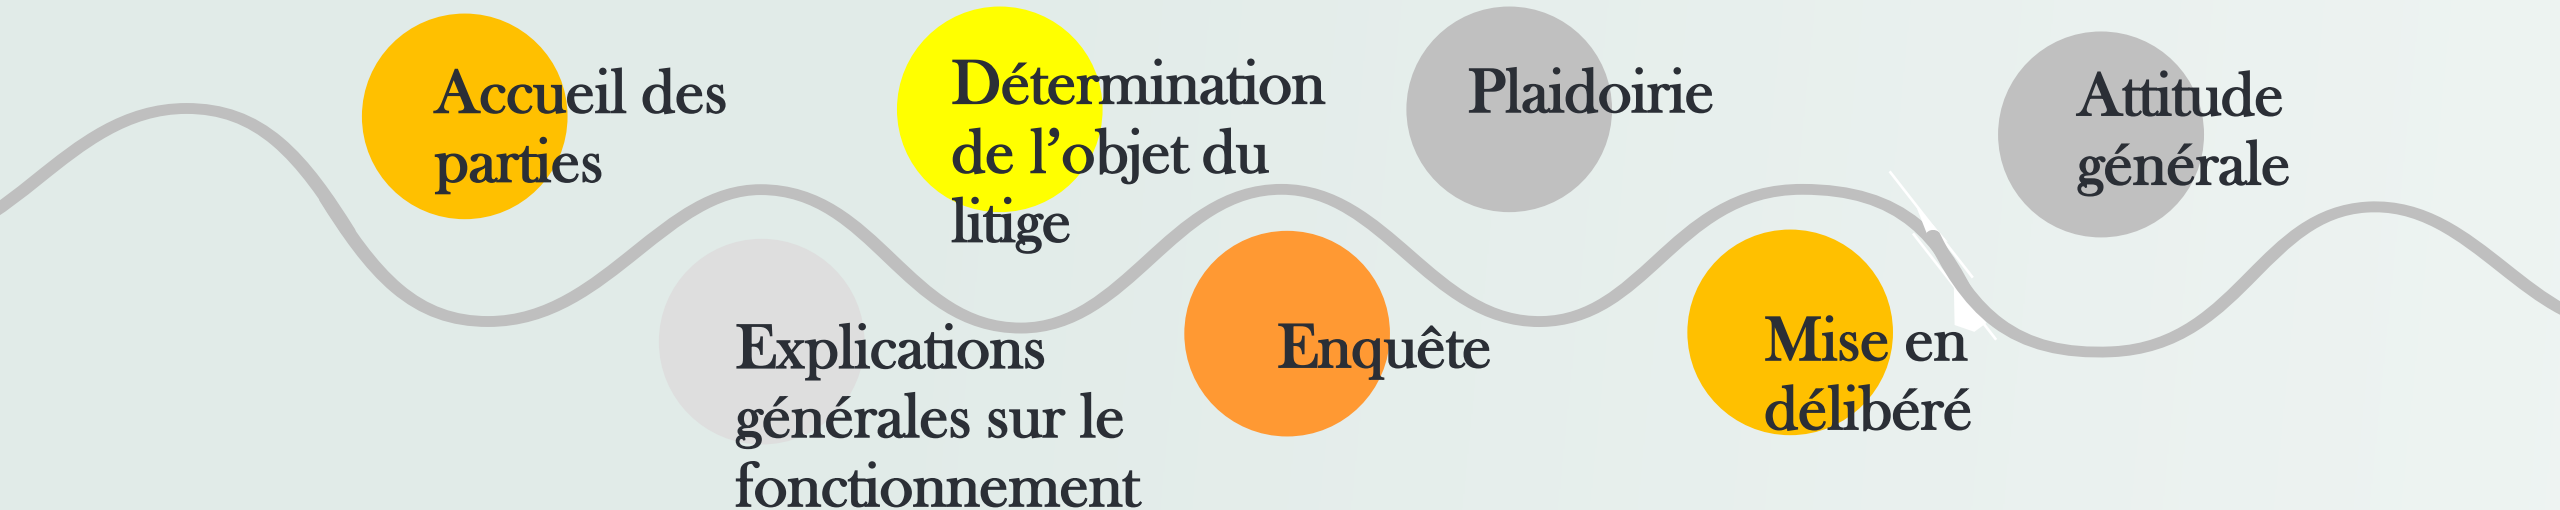 Accueil des
parties
Explications
générales sur le
fonctionnement
Détermination
de l’objet du
litige
Enquête
Plaidoirie
Mise en
délibéré
Attitude
générale